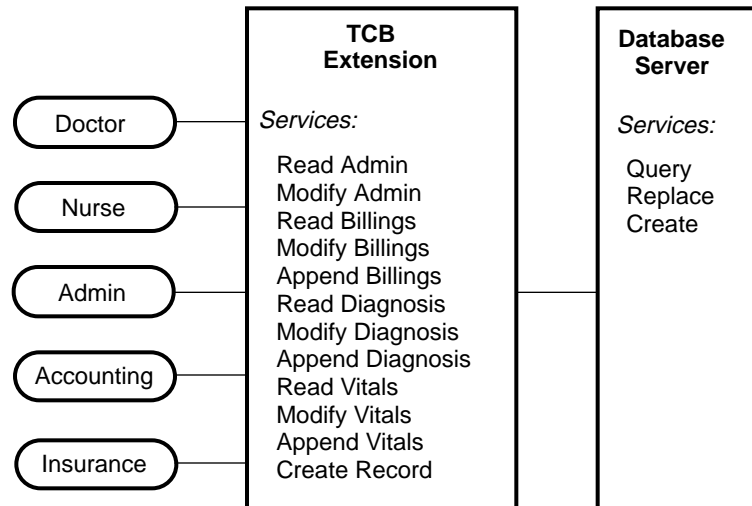 Doctor
Nurse
Admin
Accounting
Insurance
TCB
Extension
Services:
Read Admin
Modify Admin
Read Billings
Modify Billings
Append Billings
Read Diagnosis
Modify Diagnosis
Append Diagnosis
Read Vitals
Modify Vitals
Append Vitals
Create Record
Database
Server
Services:
Query
Replace
Create